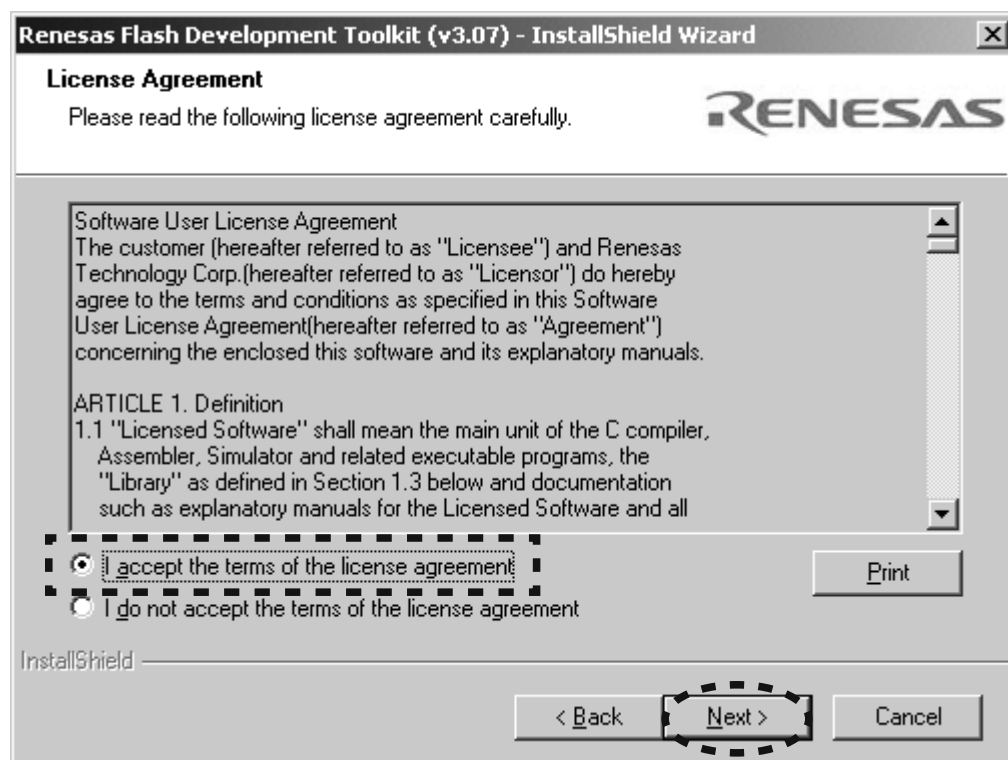 Renesas Flash Development Toolkit (v3.07) - InstallShield Wizard
License Agreement
Please read the following license agreement carefully.
RENESAS
Software User License Agreement
The customer (hereafter referred to as "Licensee") and Renesas
Technology Corp.(hereafter referred to as "Licensor") do hereby
agree to the terms and conditions as specified in this Software
User License Agreement(hereafter referred to as "Agreement")
concerning the enclosed this software and its explanatory manuals.
ARTICLE 1. Definition
1.1 "Licensed Software" shall mean the main unit of the C compiler,
Assembler, Simulator and related executable programs, the
"Library" as defined in Section 1.3 below and documentation
such as explanatory manuals for the Licensed Software and all
I accept the terms of the license agreement
Print
I do not accept the terms of the license agreement
InstallShield
< Back
Next >
Cancel